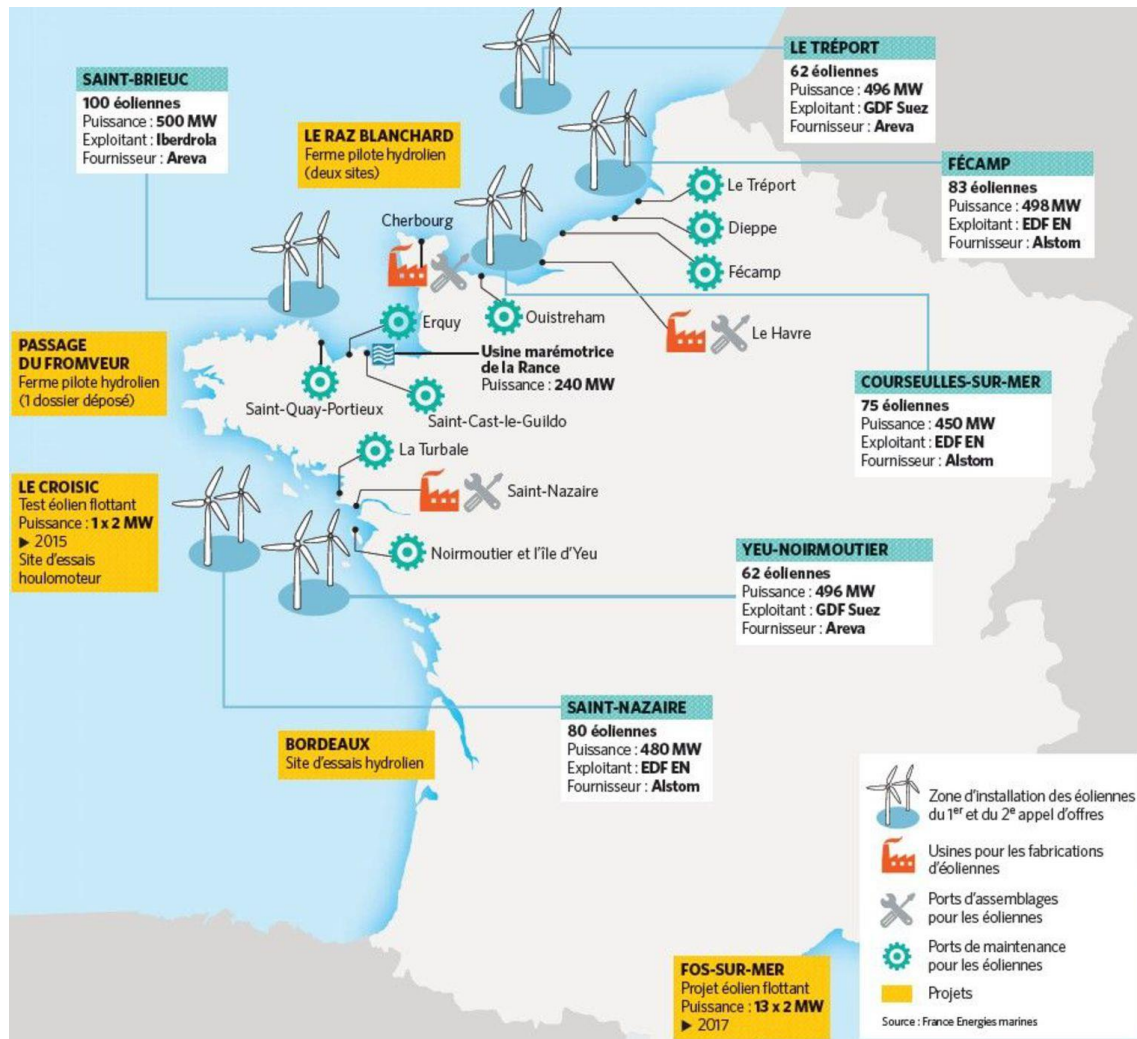 LE TRÉPORT
62 éoliennes
Puissance : 496 MW
Exploitant : GDF Suez
Fournisseur : Areva
SAINT-BRIEUC
100 éoliennes
Puissance : 500 MW
Exploitant : Iberdrola
Fournisseur : Areva
LE RAZ BLANCHARD
Ferme pilote hydrolien
(deux sites)
FÉCAMP
83 éoliennes
Puissance : 498 MW
Exploitant : EDF EN
Fournisseur : Alstom
Le Tréport
Dieppe
Fécamp
Cherbourg
Ouistreham
Le Havre
Erquy
Usine marémotrice
de la Rance
Puissance : 240 MW
Saint-Quay-Portieux
Saint-Cast-le-Guildo
PASSAGE
DU FROMVEUR
Ferme pilote hydrolien
(1 dossier déposé)
COURSEULLES-SUR-MER
75 éoliennes
Puissance : 450 MW
Exploitant : EDF EN
Fournisseur : Alstom
La Turbale
Saint-Nazaire
Noirmoutier et l'île d'Yeu
LE CROISIC
Test éolien flottant
Puissance : 1 x 2 MW
▶ 2015
Site d'essais
houlomoteur
YEU-NOIRMOUTIER
62 éoliennes
Puissance : 496 MW
Exploitant : GDF Suez
Fournisseur : Areva
SAINT-NAZAIRE
80 éoliennes
Puissance : 480 MW
Exploitant : EDF EN
Fournisseur : Alstom
BORDEAUX
Site d'essais hydrolien
FOS-SUR-MER
Projet éolien flottant
Puissance : 13 x 2 MW
▶ 2017
Zone d'installation des éoliennes
du 1er et du 2e appel d'offres
Usines pour les fabrications
d'éoliennes
Ports d'assemblages
pour les éoliennes
Ports de maintenance
pour les éoliennes
Projets
Source : France Energies marines